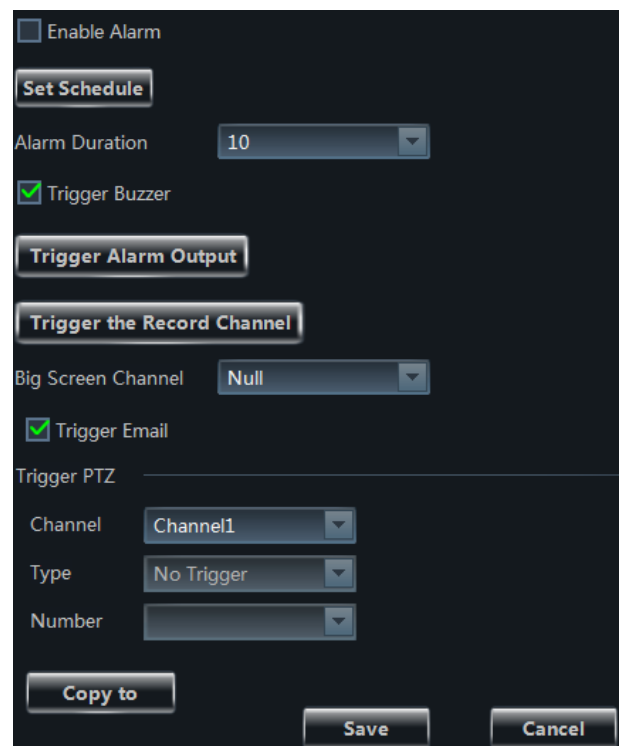 Enable Alarm
Set Schedule
Alarm Duration 10
Trigger Buzzer
Trigger Alarm Output
Trigger the Record Channel
Big Screen Channel Null
Trigger Email
Trigger PTZ
Channel Channel1
Type No Trigger
Number
Copy to
Save Cancel